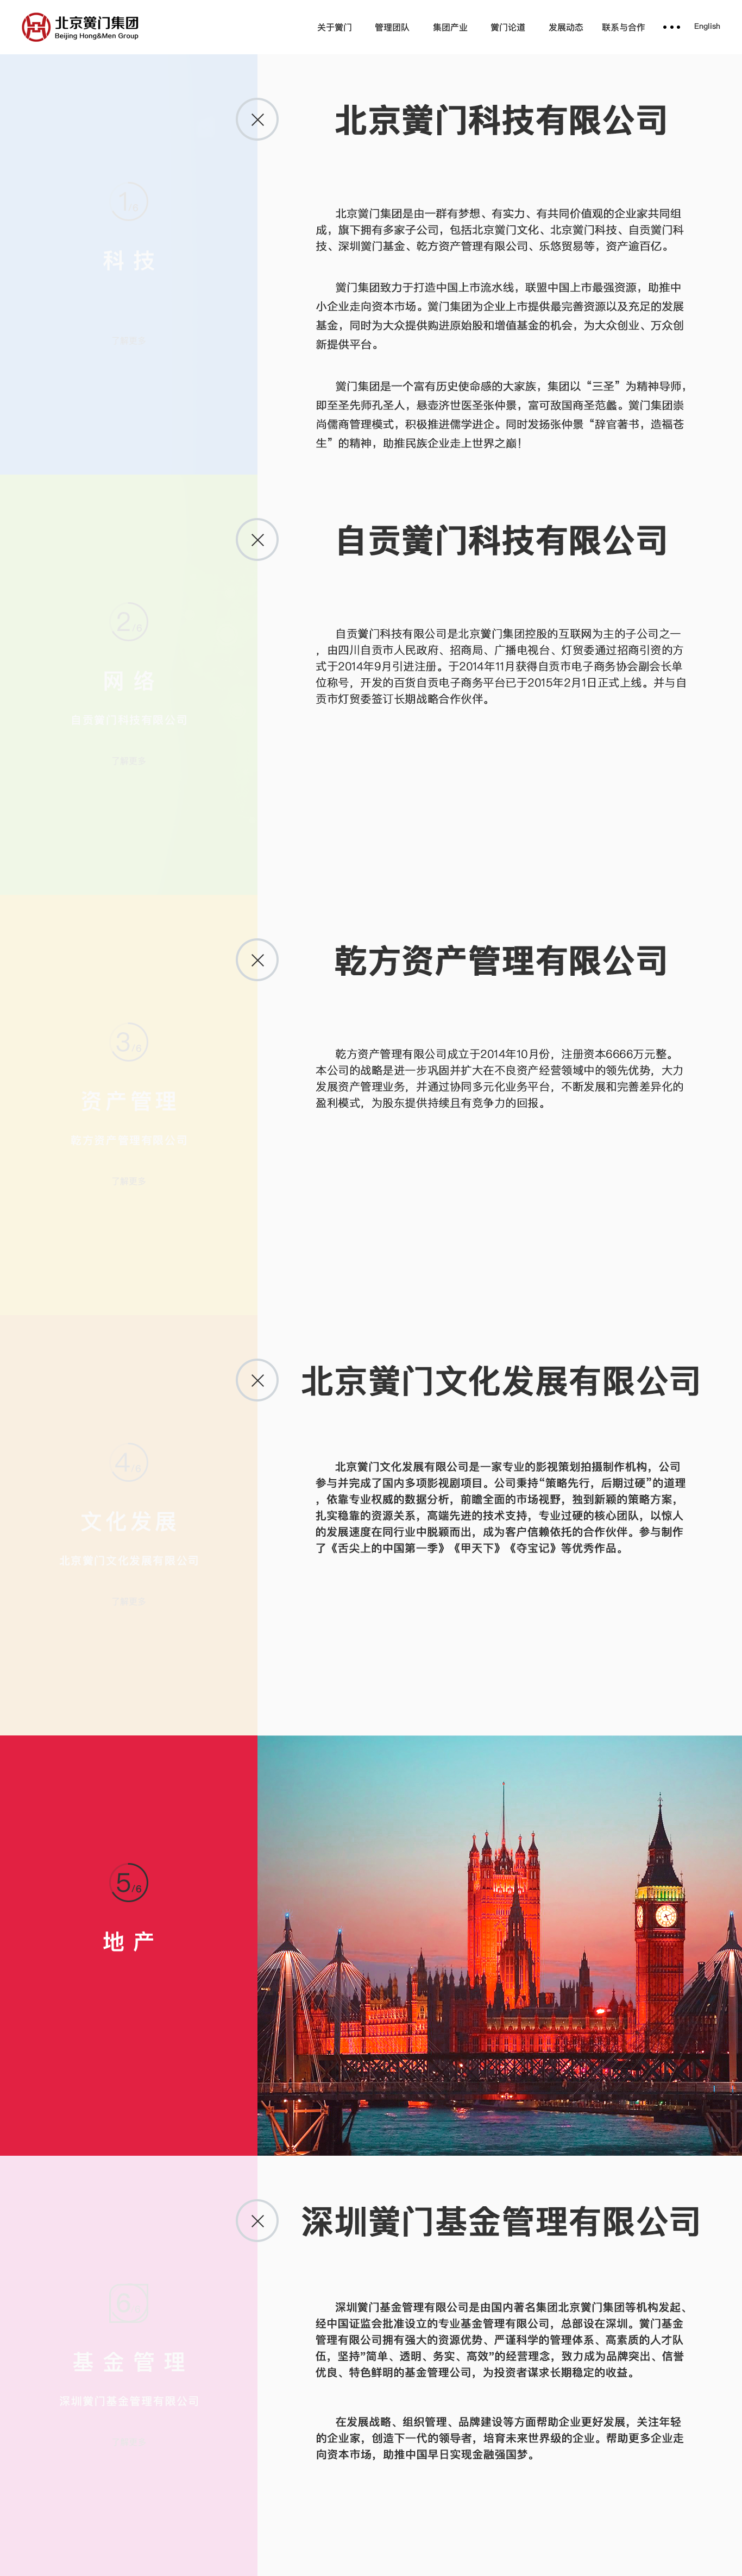 北京黉门集团
Beijing Hong&Men Group
关于黉门
管理团队
集团产业
黉门论道
发展动态
联系与合作
English
1/6
科技
了解更多
北京黉门科技有限公司
北京黉门集团是由一群有梦想、有实力、有共同价值观的企业家共同组
成，旗下拥有多家子公司，包括北京黉门文化、北京黉门科技、自贡黉门科
技、深圳黉门基金、乾方资产管理有限公司、乐悠贸易等，资产逾百亿。
黉门集团致力于打造中国上市流水线，联盟中国上市最强资源，助推中
小企业走向资本市场。黉门集团为企业上市提供最完善资源以及充足的发展
基金，同时为大众提供购进原始股和增值基金的机会，为大众创业、万众创
新提供平台。
黉门集团是一个富有历史使命感的大家族，集团以“三圣”为精神导师，
即至圣先师孔圣人，悬壶济世医圣张仲景，富可敌国商圣范蠡。黉门集团崇
尚儒商管理模式，积极推进儒学进企。同时发扬张仲景“辞官著书，造福苍
生”的精神，助推民族企业走上世界之巅！
2/6
网络
自贡黉门科技有限公司
了解更多
自贡黉门科技有限公司
自贡黉门科技有限公司是北京黉门集团控股的互联网为主的子公司之一
，由四川自贡市人民政府、招商局、广播电视台、灯贸委通过招商引资的方
式于2014年9月引进注册。于2014年11月获得自贡市电子商务协会副会长单
位称号，开发的百货自贡电子商务平台已于2015年2月1日正式上线。并与自
贡市灯贸委签订长期战略合作伙伴。
3/6
资产管理
乾方资产管理有限公司
了解更多
乾方资产管理有限公司
乾方资产管理有限公司成立于2014年10月份，注册资本6666万元整。
本公司的战略是进一步巩固并扩大在不良资产经营领域中的领先优势，大力
发展资产管理业务，并通过协同多元化业务平台，不断发展和完善差异化的
盈利模式，为股东提供持续且有竞争力的回报。
4/6
文化发展
北京黉门文化发展有限公司
了解更多
北京黉门文化发展有限公司
北京黉门文化发展有限公司是一家专业的影视策划拍摄制作机构，公司
参与并完成了国内多项影视剧项目。公司秉持“策略先行，后期过硬”的道理
，依靠专业权威的数据分析，前瞻全面的市场视野，独到新颖的策略方案，
扎实稳靠的资源关系，高端先进的技术支持，专业过硬的核心团队，以惊人
的发展速度在同行业中脱颖而出，成为客户信赖依托的合作伙伴。参与制作
了《舌尖上的中国第一季》《甲天下》《夺宝记》等优秀作品。
5/6
地产
6
基金管理
深圳黉门基金管理有限公司
深圳黉门基金管理有限公司
深圳黉门基金管理有限公司是由国内著名集团北京黉门集团等机构发起、
经中国证监会批准设立的专业基金管理有限公司，总部设在深圳。黉门基金
管理有限公司拥有强大的资源优势、严谨科学的管理体系、高素质的人才队
伍，坚持”简单、透明、务实、高效”的经营理念，致力成为品牌突出、信誉
优良、特色鲜明的基金管理公司，为投资者谋求长期稳定的收益。
在发展战略、组织管理、品牌建设等方面帮助企业更好发展，关注年轻
的企业家，创造下一代的领导者，培育未来世界级的企业。帮助更多企业走
向资本市场，助推中国早日实现金融强国梦。